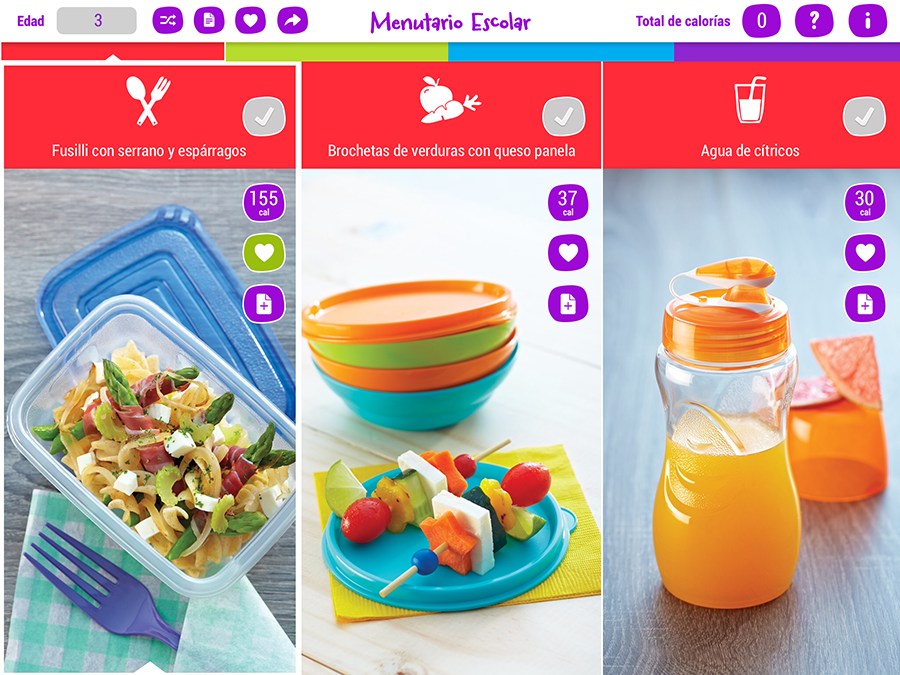 Edad 3
Menutario Escolar
Total de calorías 0 ? i
Fusilli con serrano y espárragos
Brochetas de verduras con queso panela
Agua de cítricos
155
cal
37
cal
30
cal